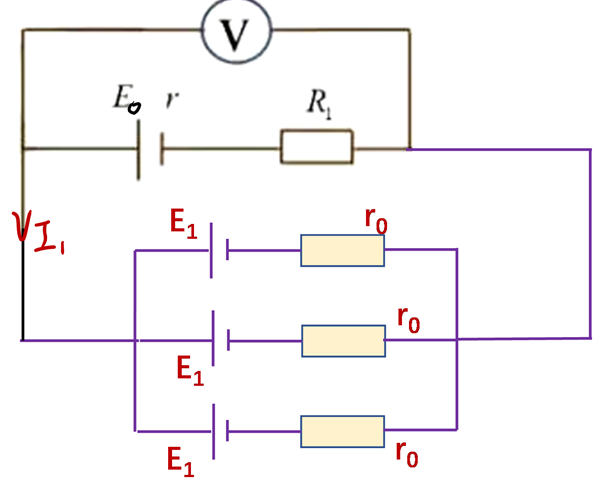 V
E₀ r R₁
I₁
E₁ r₀
E₁ r₀
E₁ r₀